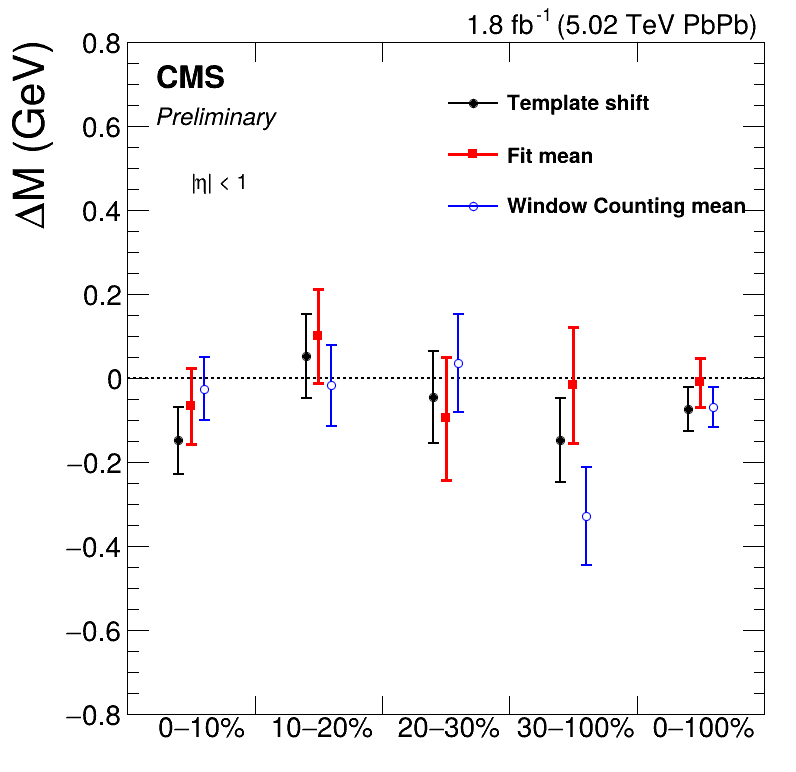 1.8 fb⁻¹ (5.02 TeV PbPb)
ΔM (GeV)
CMS
Preliminary
|η| < 1
Template shift
Fit mean
Window Counting mean
0.8
0.6
0.4
0.2
0
−0.2
−0.4
−0.6
−0.8
0−10% 10−20% 20−30% 30−100% 0−100%